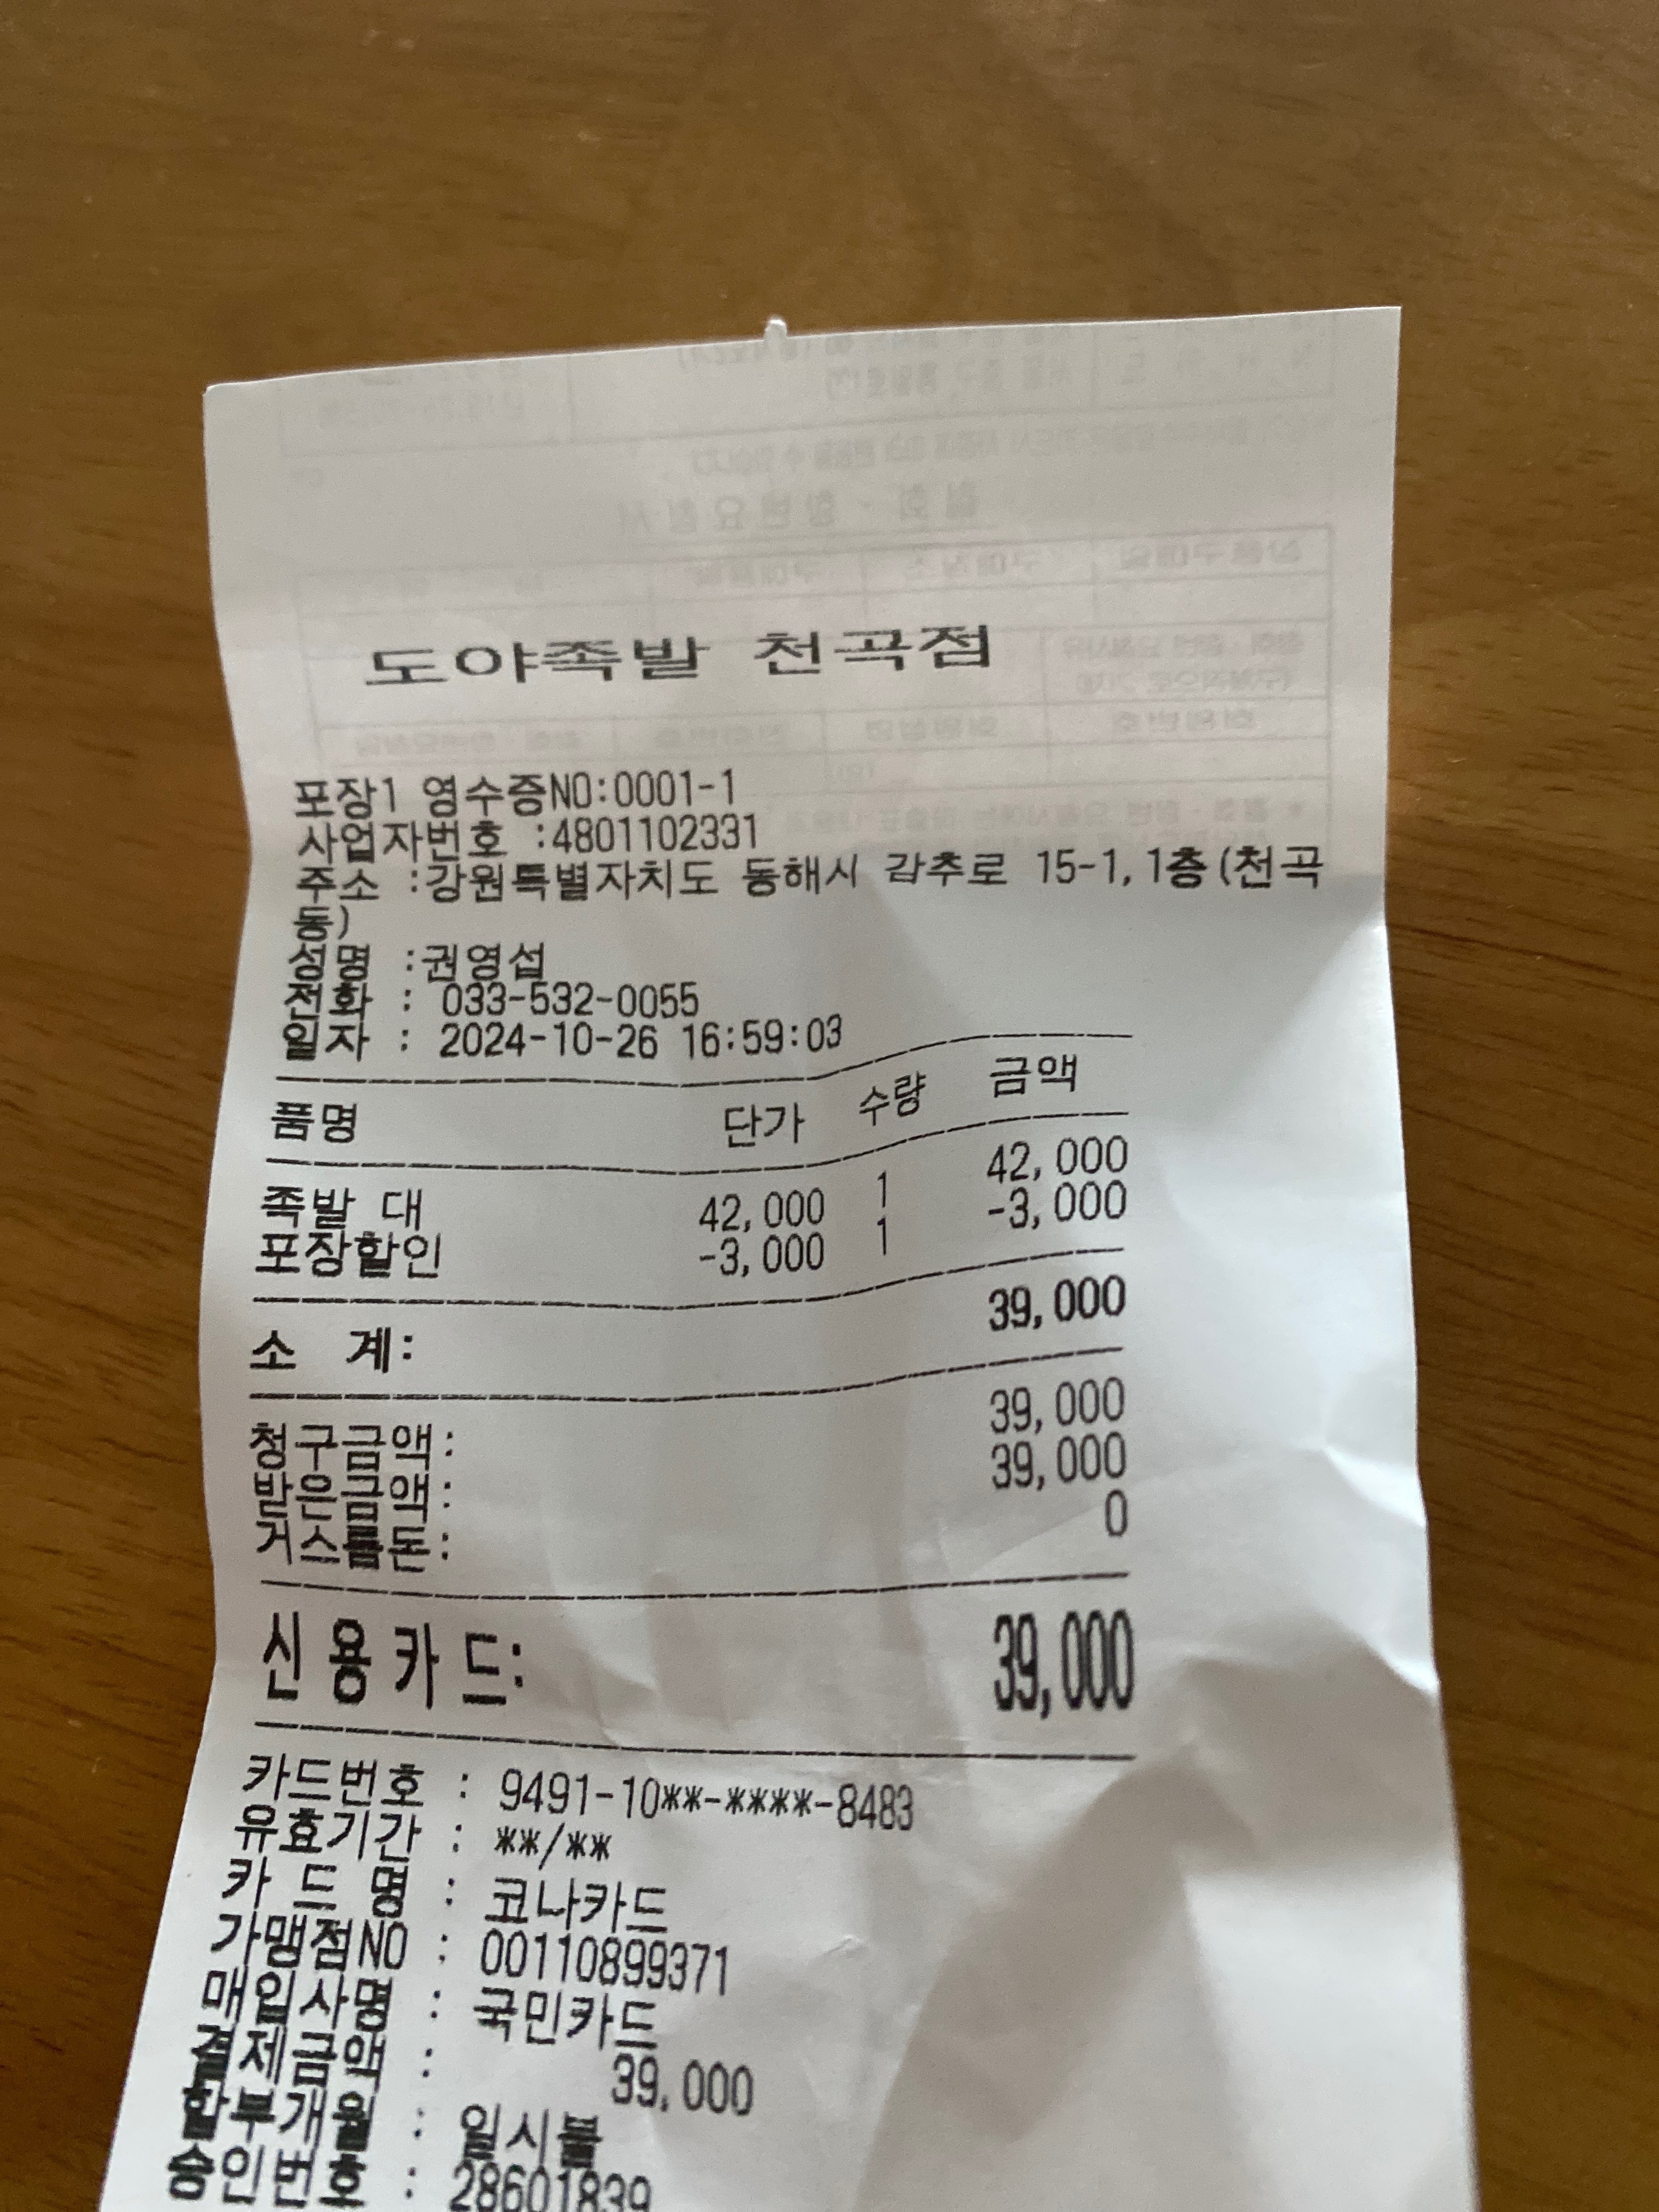 도야족발 천곡점
포장1 영수증NO:0001-1
사업자번호 :4801102331
주소 :강원특별자치도 동해시 감추로 15-1, 1층(천곡
동)
성명 :권영섭
전화 : 033-532-0055
일자 : 2024-10-26 16:59:03
품명 단가 수량 금액
족발 대 42,000 1 42,000
포장할인 -3,000 1 -3,000
소 계: 39,000
청구금액: 39,000
받은금액: 39,000
거스름돈: 0
신용카드: 39,000
카드번호 : 9491-10**-****-8483
유효기간 : **/**
카 드 명 : 코나카드
가맹점NO : 00110899371
매입사명 : 국민카드
결제금액 : 39,000
할부개월 : 일시불
승인번호 : 28601839